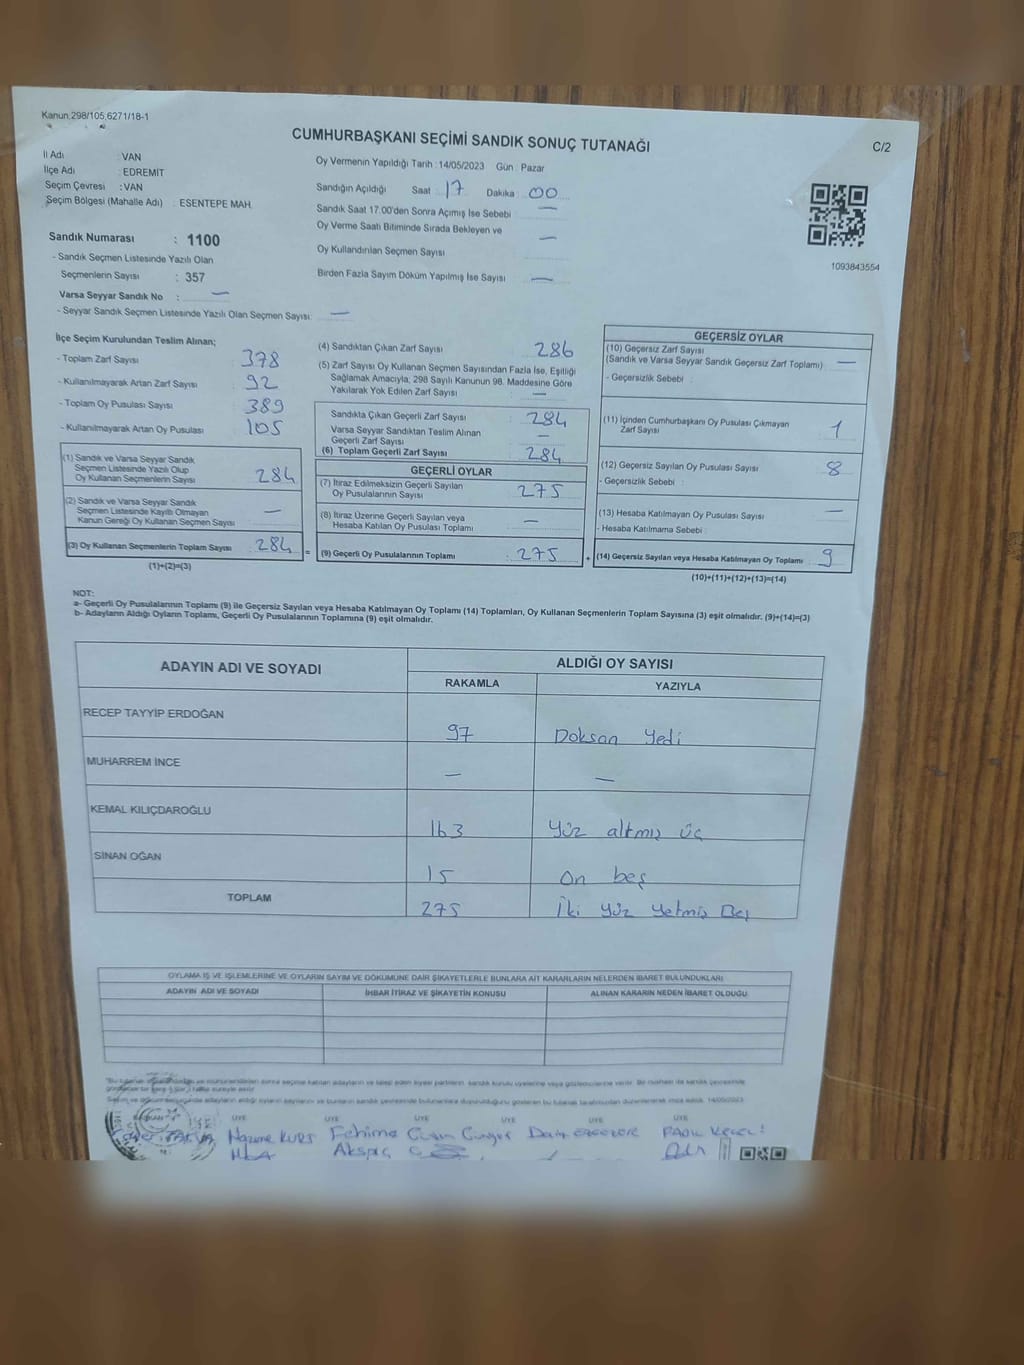 Kanun 298/105,6271/18-1
CUMHURBAŞKANI SEÇİMİ SANDIK SONUÇ TUTANAĞI
C/2
İl Adı : VAN
İlçe Adı : EDREMIT
Seçim Çevresi : VAN
Seçim Bölgesi (Mahalle Adı) : ESENTEPE MAH.
Sandık Numarası : 1100
- Sandık Seçmen Listesinde Yazılı Olan
Seçmenlerin Sayısı : 357
Varsa Seyyar Sandık No : —
- Seyyar Sandık Seçmen Listesinde Yazılı Olan Seçmen Sayısı: —
Oy Vermenin Yapıldığı Tarih : 14/05/2023 Gün : Pazar
Sandığın Açıldığı Saat 17 Dakika 00
Sandık Saat 17.00'den Sonra Açımış İse Sebebi —
Oy Verme Saati Bitiminde Sırada Bekleyen ve —
Oy Kullandırılan Seçmen Sayısı
Birden Fazla Sayım Döküm Yapılmış İse Sayısı —
1093843554
İlçe Seçim Kurulundan Teslim Alınan;
- Toplam Zarf Sayısı 378
- Kullanılmayarak Artan Zarf Sayısı 92
- Toplam Oy Pusulası Sayısı 389
- Kullanılmayarak Artan Oy Pusulası 105
(1) Sandık ve Varsa Seyyar Sandık
Seçmen Listesinde Yazılı Olup
Oy Kullanan Seçmenlerin Sayısı 284
(2) Sandık ve Varsa Seyyar Sandık
Seçmen Listesinde Kayıtlı Olmayan
Kanun Gereği Oy Kullanan Seçmen Sayısı —
(3) Oy Kullanan Seçmenlerin Toplam Sayısı 284 =
(1)+(2)=(3)
(4) Sandıktan Çıkan Zarf Sayısı 286
(5) Zarf Sayısı Oy Kullanan Seçmen Sayısından Fazla İse, Eşitliği
Sağlamak Amacıyla; 298 Sayılı Kanunun 98. Maddesine Göre
Yakılarak Yok Edilen Zarf Sayısı : —
Sandıkta Çıkan Geçerli Zarf Sayısı : 284
Varsa Seyyar Sandıktan Teslim Alınan
Geçerli Zarf Sayısı : —
(6) Toplam Geçerli Zarf Sayısı : 284
GEÇERLİ OYLAR
(7) İtiraz Edilmeksizin Geçerli Sayılan
Oy Pusulalarının Sayısı : 275
(8) İtiraz Üzerine Geçerli Sayılan veya
Hesaba Katılan Oy Pusulası Toplamı —
(9) Geçerli Oy Pusulalarının Toplamı : 275 +
GEÇERSİZ OYLAR
(10) Geçersiz Zarf Sayısı
(Sandık ve Varsa Seyyar Sandık Geçersiz Zarf Toplamı) —
- Geçersizlik Sebebi :
(11) İçinden Cumhurbaşkanı Oy Pusulası Çıkmayan
Zarf Sayısı 1
(12) Geçersiz Sayılan Oy Pusulası Sayısı 8
- Geçersizlik Sebebi :
(13) Hesaba Katılmayan Oy Pusulası Sayısı —
- Hesaba Katılmama Sebebi :
(14) Geçersiz Sayılan veya Hesaba Katılmayan Oy Toplamı 9
(10)+(11)+(12)+(13)=(14)
NOT:
a- Geçerli Oy Pusulalarının Toplamı (9) ile Geçersiz Sayılan veya Hesaba Katılmayan Oy Toplamı (14) Toplamları, Oy Kullanan Seçmenlerin Toplam Sayısına (3) eşit olmalıdır. (9)+(14)=(3)
b- Adayların Aldığı Oyların Toplamı, Geçerli Oy Pusulalarının Toplamına (9) eşit olmalıdır.
ADAYIN ADI VE SOYADI
ALDIĞI OY SAYISI
RAKAMLA YAZIYLA
RECEP TAYYİP ERDOĞAN 97 Doksan Yedi
MUHARREM İNCE — —
KEMAL KILIÇDAROĞLU 163 Yüz altmış üç
SİNAN OĞAN 15 On beş
TOPLAM 275 İki yüz yetmiş Beş
OYLAMA İŞ VE İŞLEMLERİNE VE OYLARIN SAYIM VE DÖKÜMÜNE DAİR ŞİKAYETLERLE BUNLARA AİT KARARLARIN NELERDEN İBARET BULUNDUKLARI
ADAYIN ADI VE SOYADI
İHBAR İTİRAZ VE ŞİKAYETİN KONUSU
ALINAN KARARIN NEDEN İBARET OLDUĞU
BAŞKAN ÜYE ÜYE ÜYE ÜYE ÜYE
KURT Fehime
Akspiç